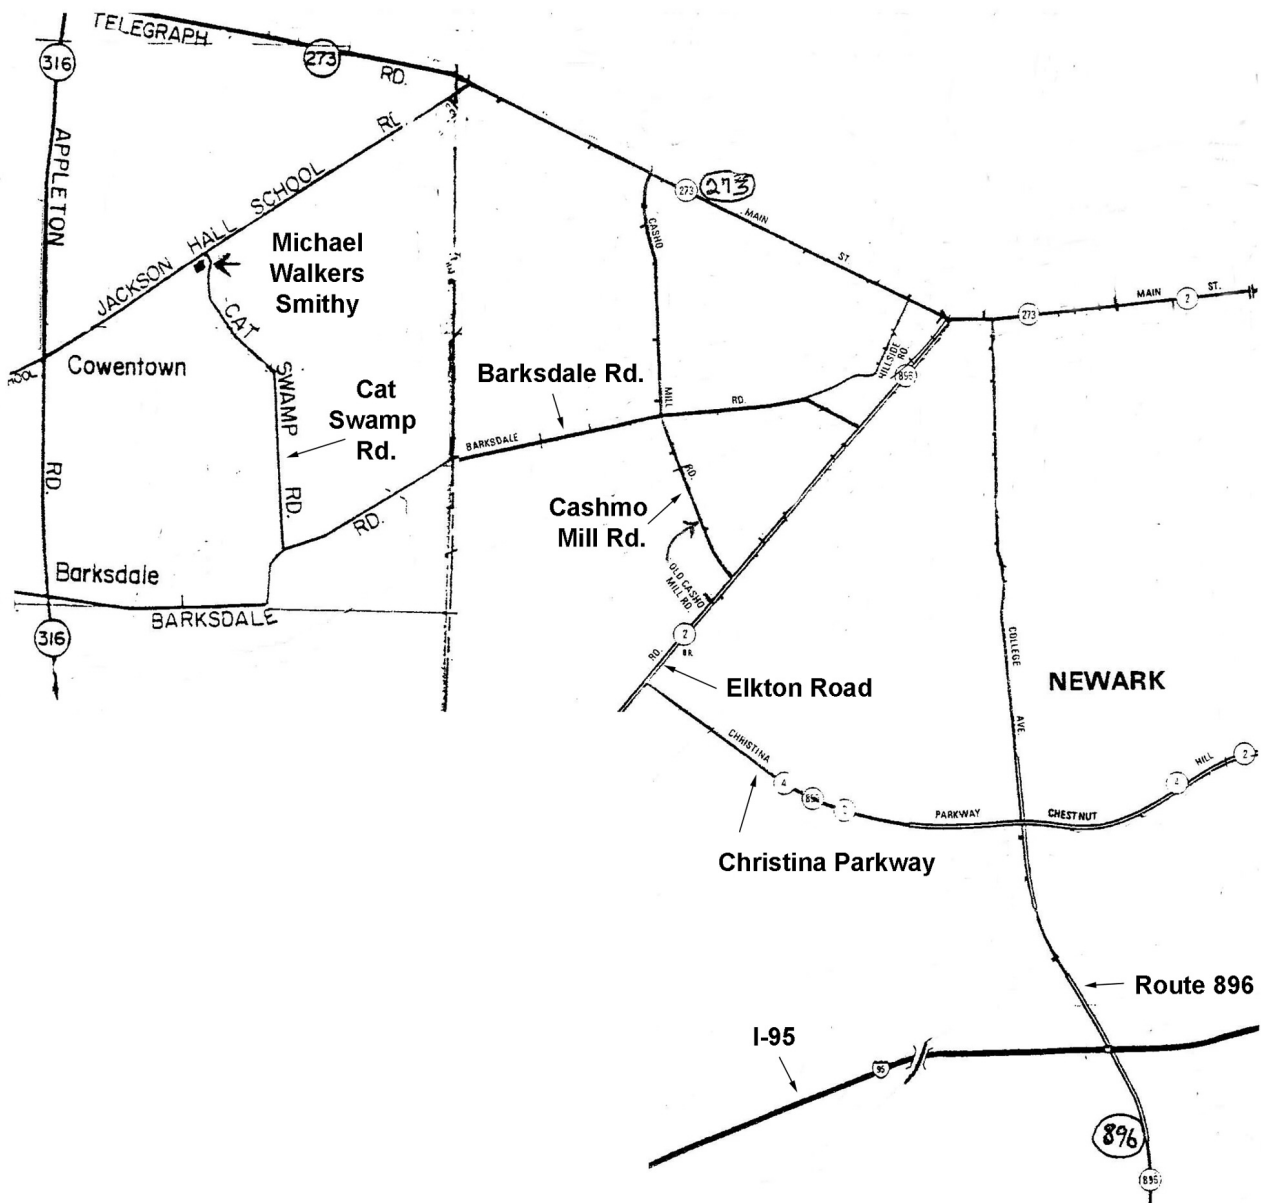 TELEGRAPH
RD.
273
316
APPLETON
RD.
JACKSON HALL SCHOOL
Michael
Walkers
Smithy
CAT
SWAMP
RD.
Cowentown
Cat
Swamp
Rd.
Barksdale
BARKSDALE
RD.
316
273
273
MAIN
ST
CASHO
MILL
RD.
Barksdale Rd.
BARKSDALE
RD.
HILLSIDE
RD.
896
273
MAIN
2
ST.
Cashmo
Mill Rd.
OLD CASHO
MILL RD.
2
BR.
RD.
Elkton Road
COLLEGE
AVE.
NEWARK
CHRISTINA
4
896
2
PARKWAY
CHESTNUT
4
HILL
2
Christina Parkway
Route 896
I-95
95
896
896